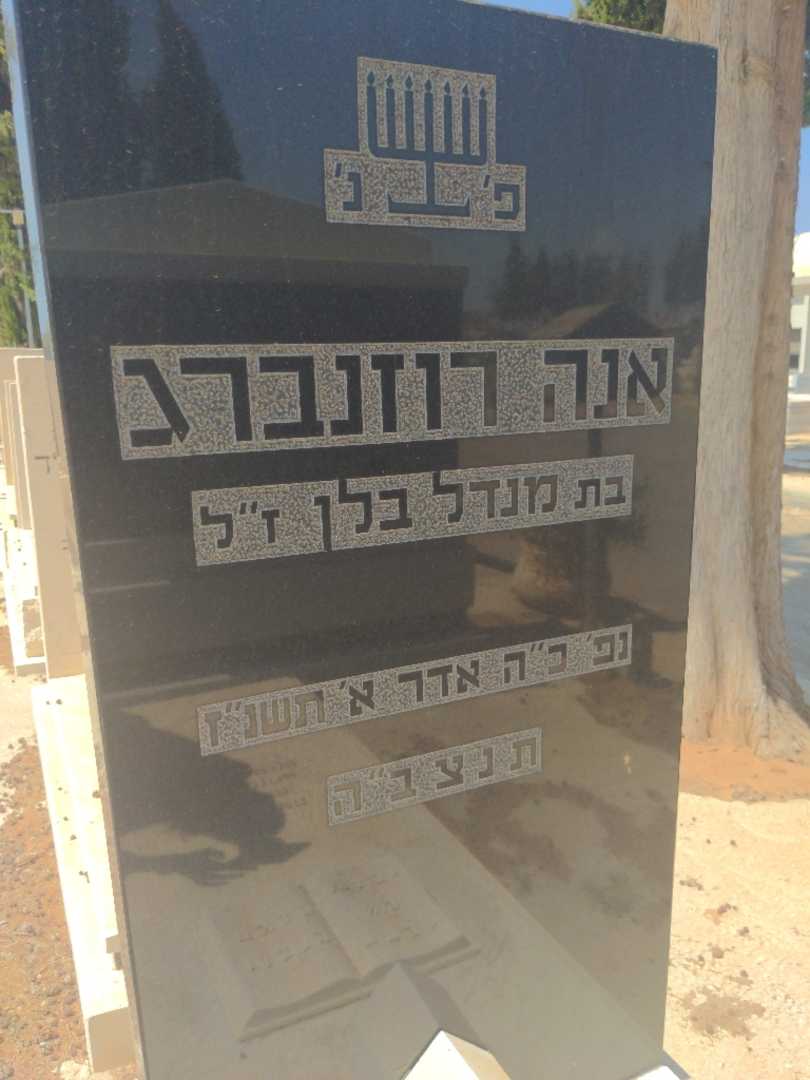 פ' נ'
אנה רוזנברג
בת מנדל בלן ז"ל
נפ' כ"ה אדר א' תשנ"ז
ת נ צ ב"ה